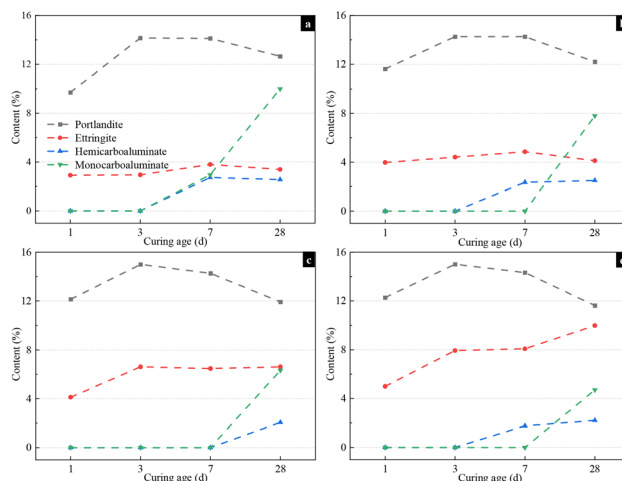 16
12
8
4
0
Content (%)
Portlandite
Ettringite
Hemicarboaluminate
Monocarboaluminate
1 3 7 28
Curing age (d)
a
16
12
8
4
0
Content (%)
1 3 7 28
Curing age (d)
16
12
8
4
0
Content (%)
1 3 7 28
Curing age (d)
c
16
12
8
4
0
Content (%)
1 3 7 28
Curing age (d)